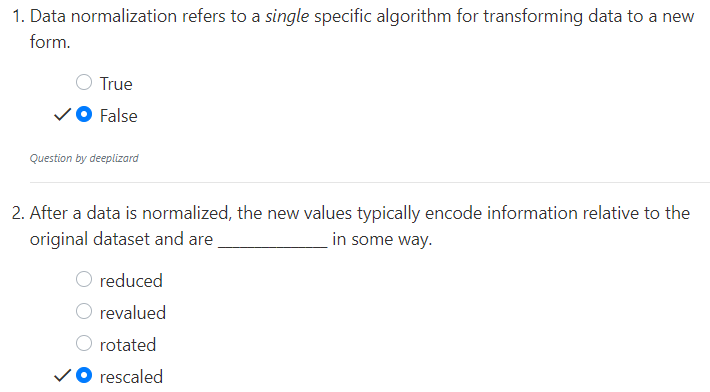 1. Data normalization refers to a single specific algorithm for transforming data to a new
form.
True
False
Question by deeplizard
2. After a data is normalized, the new values typically encode information relative to the
original dataset and are _____________ in some way.
reduced
revalued
rotated
rescaled